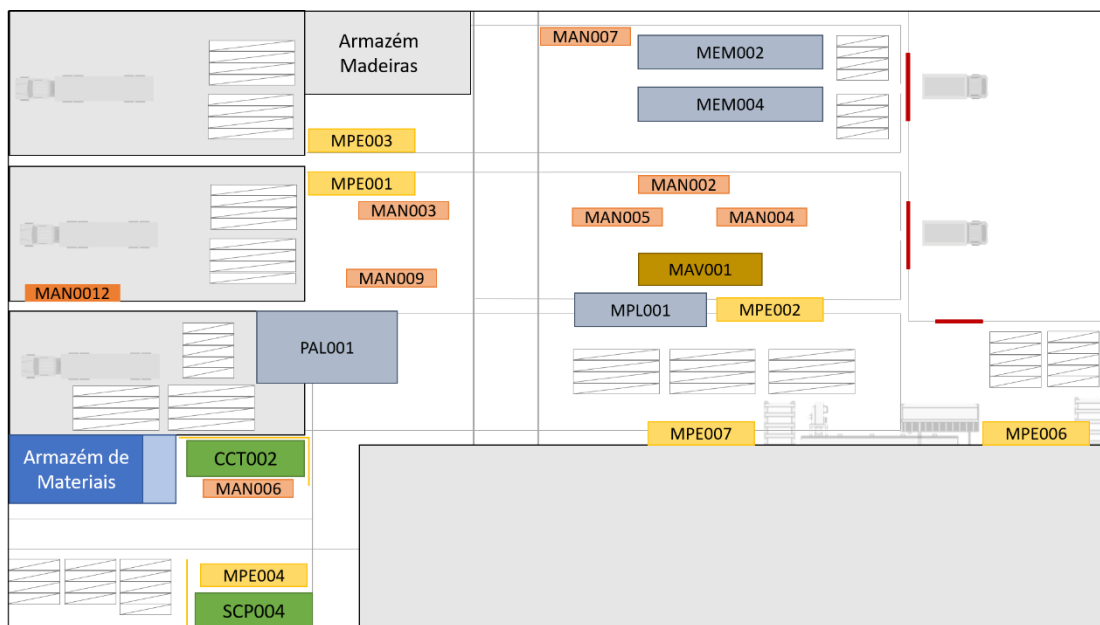 Armazém
Madeiras
MAN007
MEM002
MEM004
MPE003
MPE001
MAN003
MAN002
MAN005
MAN004
MAN009
MAV001
MAN0012
MPL001
MPE002
PAL001
MPE007
MPE006
Armazém de
Materiais
CCT002
MAN006
MPE004
SCP004